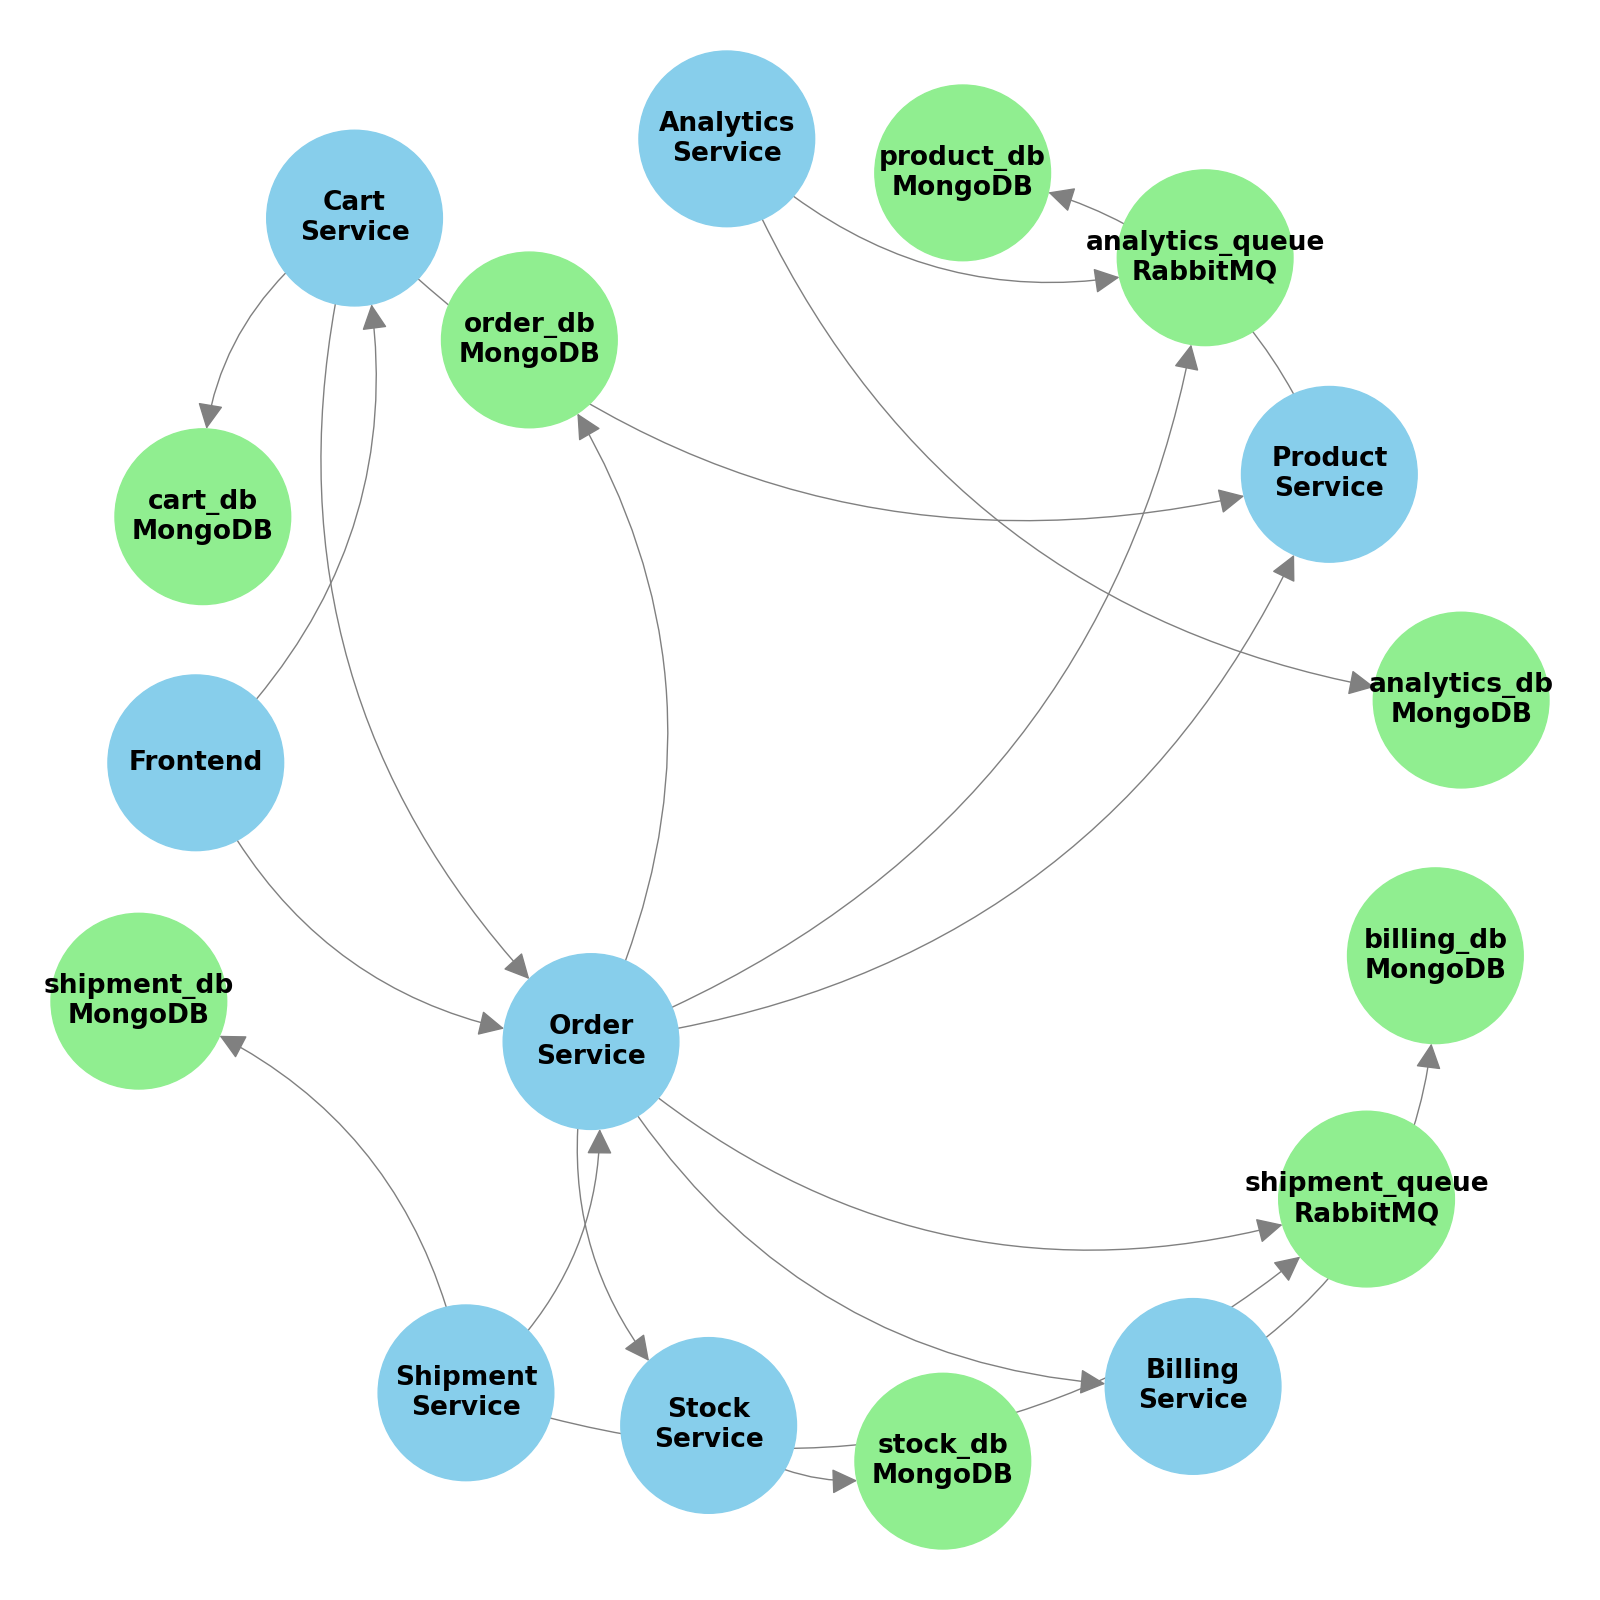 Analytics
Service
product_db
MongoDB
Cart
Service
analytics_queue
RabbitMQ
order_db
MongoDB
Product
Service
cart_db
MongoDB
analytics_db
MongoDB
Frontend
billing_db
MongoDB
shipment_db
MongoDB
Order
Service
shipment_queue
RabbitMQ
Billing
Service
Shipment
Service
Stock
Service
stock_db
MongoDB